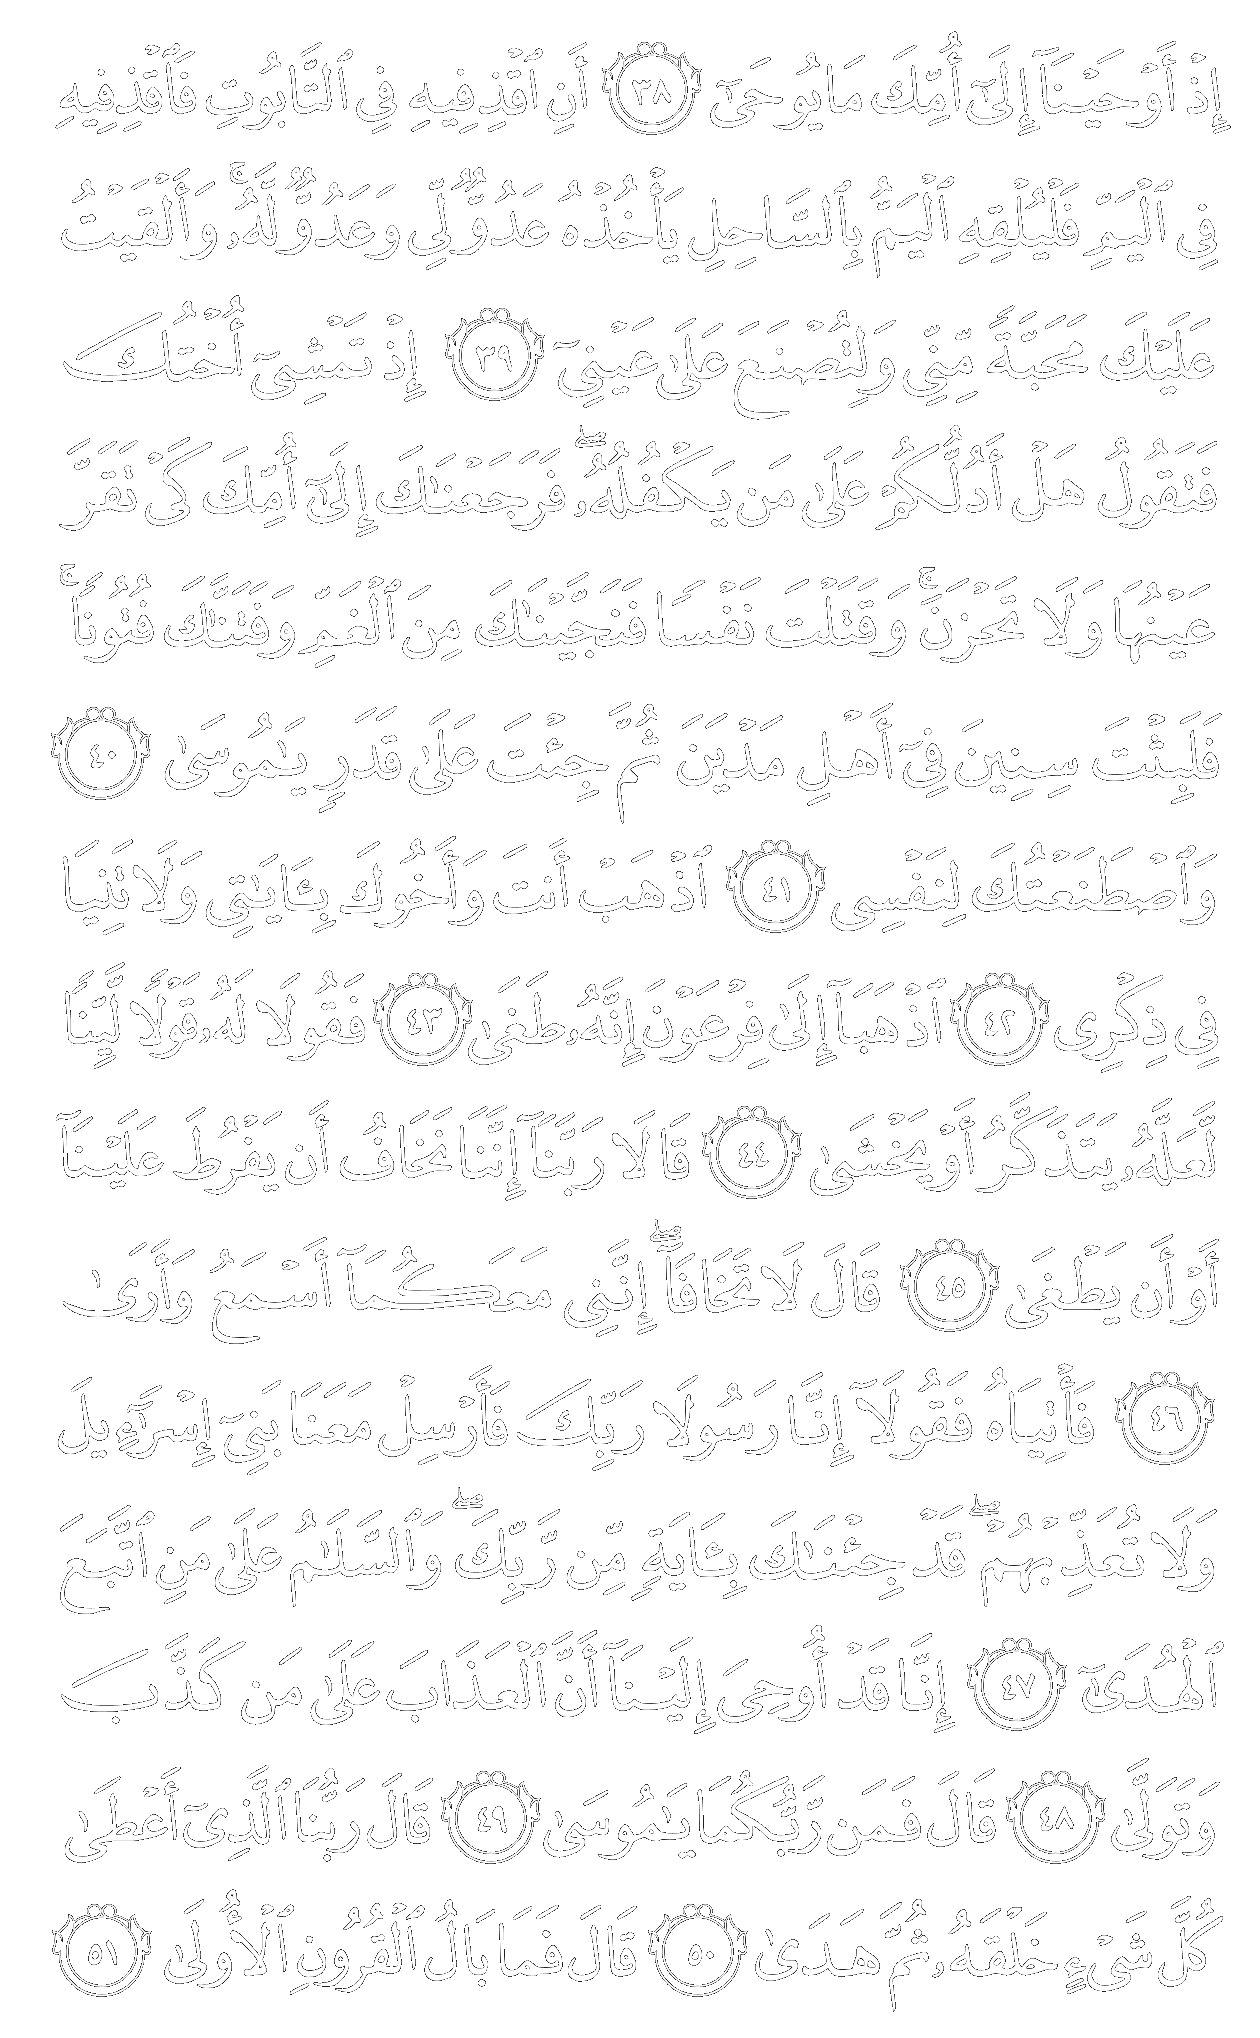 إِذْ أَوْحَيْنَآ إِلَىٰٓ أُمِّكَ مَا يُوحَىٰٓ ٣٨ أَنِ ٱقْذِفِيهِ فِى ٱلتَّابُوتِ فَٱقْذِفِيهِ
فِى ٱلْيَمِّ فَلْيُلْقِهِ ٱلْيَمُّ بِٱلسَّاحِلِ يَأْخُذْهُ عَدُوٌّ لِّى وَعَدُوٌّ لَّهُۥ ۚ وَأَلْقَيْتُ
عَلَيْكَ مَحَبَّةً مِّنِّى وَلِتُصْنَعَ عَلَىٰ عَيْنِىٓ ٣٩ إِذْ تَمْشِىٓ أُخْتُكَ
فَتَقُولُ هَلْ أَدُلُّكُمْ عَلَىٰ مَن يَكْفُلُهُۥ ۖ فَرَجَعْنَٰكَ إِلَىٰٓ أُمِّكَ كَىْ تَقَرَّ
عَيْنُهَا وَلَا تَحْزَنَ ۚ وَقَتَلْتَ نَفْسًا فَنَجَّيْنَٰكَ مِنَ ٱلْغَمِّ وَفَتَنَّٰكَ فُتُونًا ۚ
فَلَبِثْتَ سِنِينَ فِىٓ أَهْلِ مَدْيَنَ ثُمَّ جِئْتَ عَلَىٰ قَدَرٍ يَٰمُوسَىٰ ٤٠
وَٱصْطَنَعْتُكَ لِنَفْسِى ٤١ ٱذْهَبْ أَنتَ وَأَخُوكَ بِـَٔايَٰتِى وَلَا تَنِيَا
فِى ذِكْرِى ٤٢ ٱذْهَبَآ إِلَىٰ فِرْعَوْنَ إِنَّهُۥ طَغَىٰ ٤٣ فَقُولَا لَهُۥ قَوْلًا لَّيِّنًا
لَّعَلَّهُۥ يَتَذَكَّرُ أَوْ يَخْشَىٰ ٤٤ قَالَا رَبَّنَآ إِنَّنَا نَخَافُ أَن يَفْرُطَ عَلَيْنَآ
أَوْ أَن يَطْغَىٰ ٤٥ قَالَ لَا تَخَافَآ ۖ إِنَّنِى مَعَكُمَآ أَسْمَعُ وَأَرَىٰ
٤٦ فَأْتِيَاهُ فَقُولَآ إِنَّا رَسُولَا رَبِّكَ فَأَرْسِلْ مَعَنَا بَنِىٓ إِسْرَٰٓءِيلَ
وَلَا تُعَذِّبْهُمْ ۖ قَدْ جِئْنَٰكَ بِـَٔايَةٍ مِّن رَّبِّكَ ۖ وَٱلسَّلَٰمُ عَلَىٰ مَنِ ٱتَّبَعَ
ٱلْهُدَىٰٓ ٤٧ إِنَّا قَدْ أُوحِىَ إِلَيْنَآ أَنَّ ٱلْعَذَابَ عَلَىٰ مَن كَذَّبَ
وَتَوَلَّىٰ ٤٨ قَالَ فَمَن رَّبُّكُمَا يَٰمُوسَىٰ ٤٩ قَالَ رَبُّنَا ٱلَّذِىٓ أَعْطَىٰ
كُلَّ شَىْءٍ خَلْقَهُۥ ثُمَّ هَدَىٰ ٥٠ قَالَ فَمَا بَالُ ٱلْقُرُونِ ٱلْأُولَىٰ ٥١